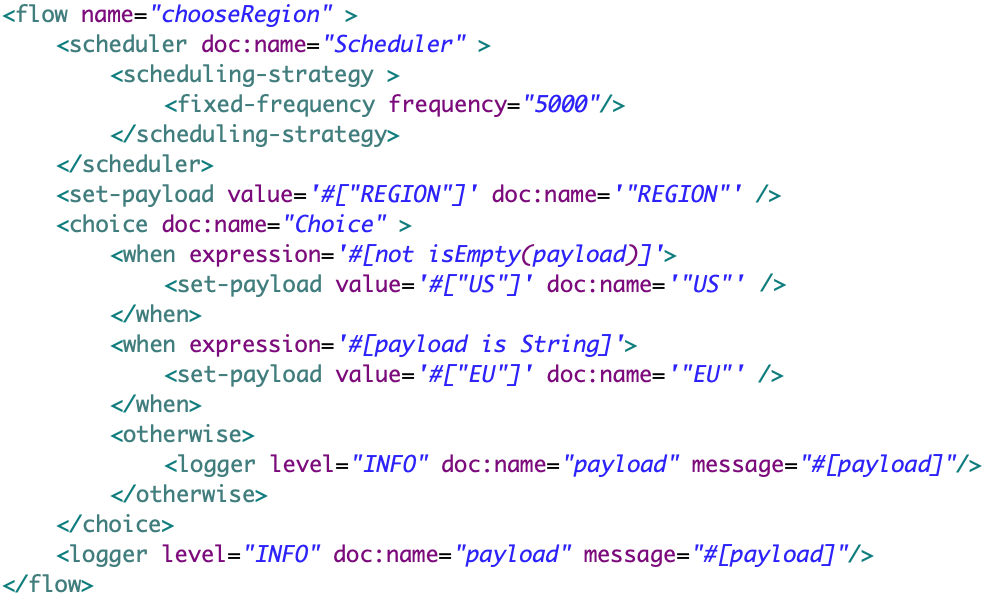 <flow name="chooseRegion" >
<scheduler doc:name="Scheduler" >
<scheduling-strategy >
<fixed-frequency frequency="5000"/>
</scheduling-strategy>
</scheduler>
<set-payload value='#["REGION"]' doc:name='"REGION"' />
<choice doc:name="Choice" >
<when expression='#[not isEmpty(payload)]'>
<set-payload value='#["US"]' doc:name='"US"' />
</when>
<when expression='#[payload is String]'>
<set-payload value='#["EU"]' doc:name='"EU"' />
</when>
<otherwise>
<logger level="INFO" doc:name="payload" message="#[payload]"/>
</otherwise>
</choice>
<logger level="INFO" doc:name="payload" message="#[payload]"/>
</flow>